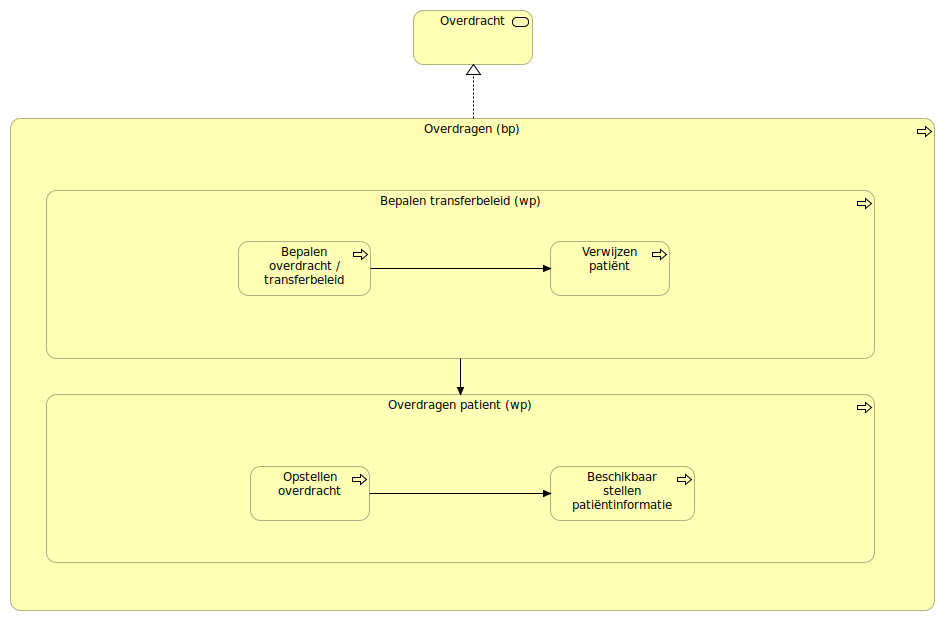 Overdracht
Overdragen (bp)
Bepalen transferbeleid (wp)
Bepalen
overdracht /
transferbeleid
Verwijzen
patiënt
Overdragen patient (wp)
Opstellen
overdracht
Beschikbaar
stellen
patiëntinformatie